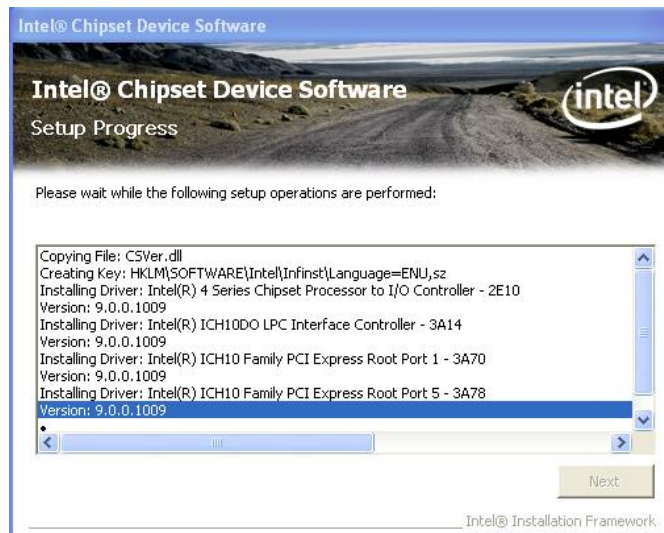 Intel® Chipset Device Software
Intel® Chipset Device Software
intel
Setup Progress
Please wait while the following setup operations are performed:
Copying File: CSVer.dll
Creating Key: HKLM\SOFTWARE\Intel\Infinst\Language=ENU,sz
Installing Driver: Intel(R) 4 Series Chipset Processor to I/O Controller - 2E10
Version: 9.0.0.1009
Installing Driver: Intel(R) ICH10DO LPC Interface Controller - 3A14
Version: 9.0.0.1009
Installing Driver: Intel(R) ICH10 Family PCI Express Root Port 1 - 3A70
Version: 9.0.0.1009
Installing Driver: Intel(R) ICH10 Family PCI Express Root Port 5 - 3A78
Version: 9.0.0.1009
Next
Intel® Installation Framework